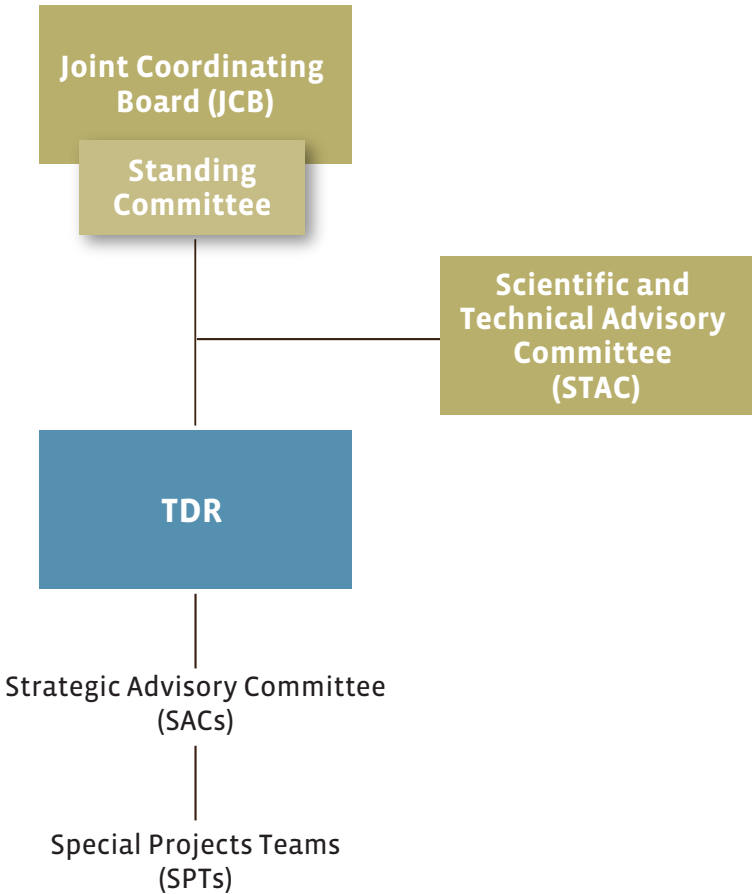 Joint Coordinating
Board (JCB)
Standing
Committee
Scientific and
Technical Advisory
Committee
(STAC)
TDR
Strategic Advisory Committee
(SACs)
Special Projects Teams
(SPTs)